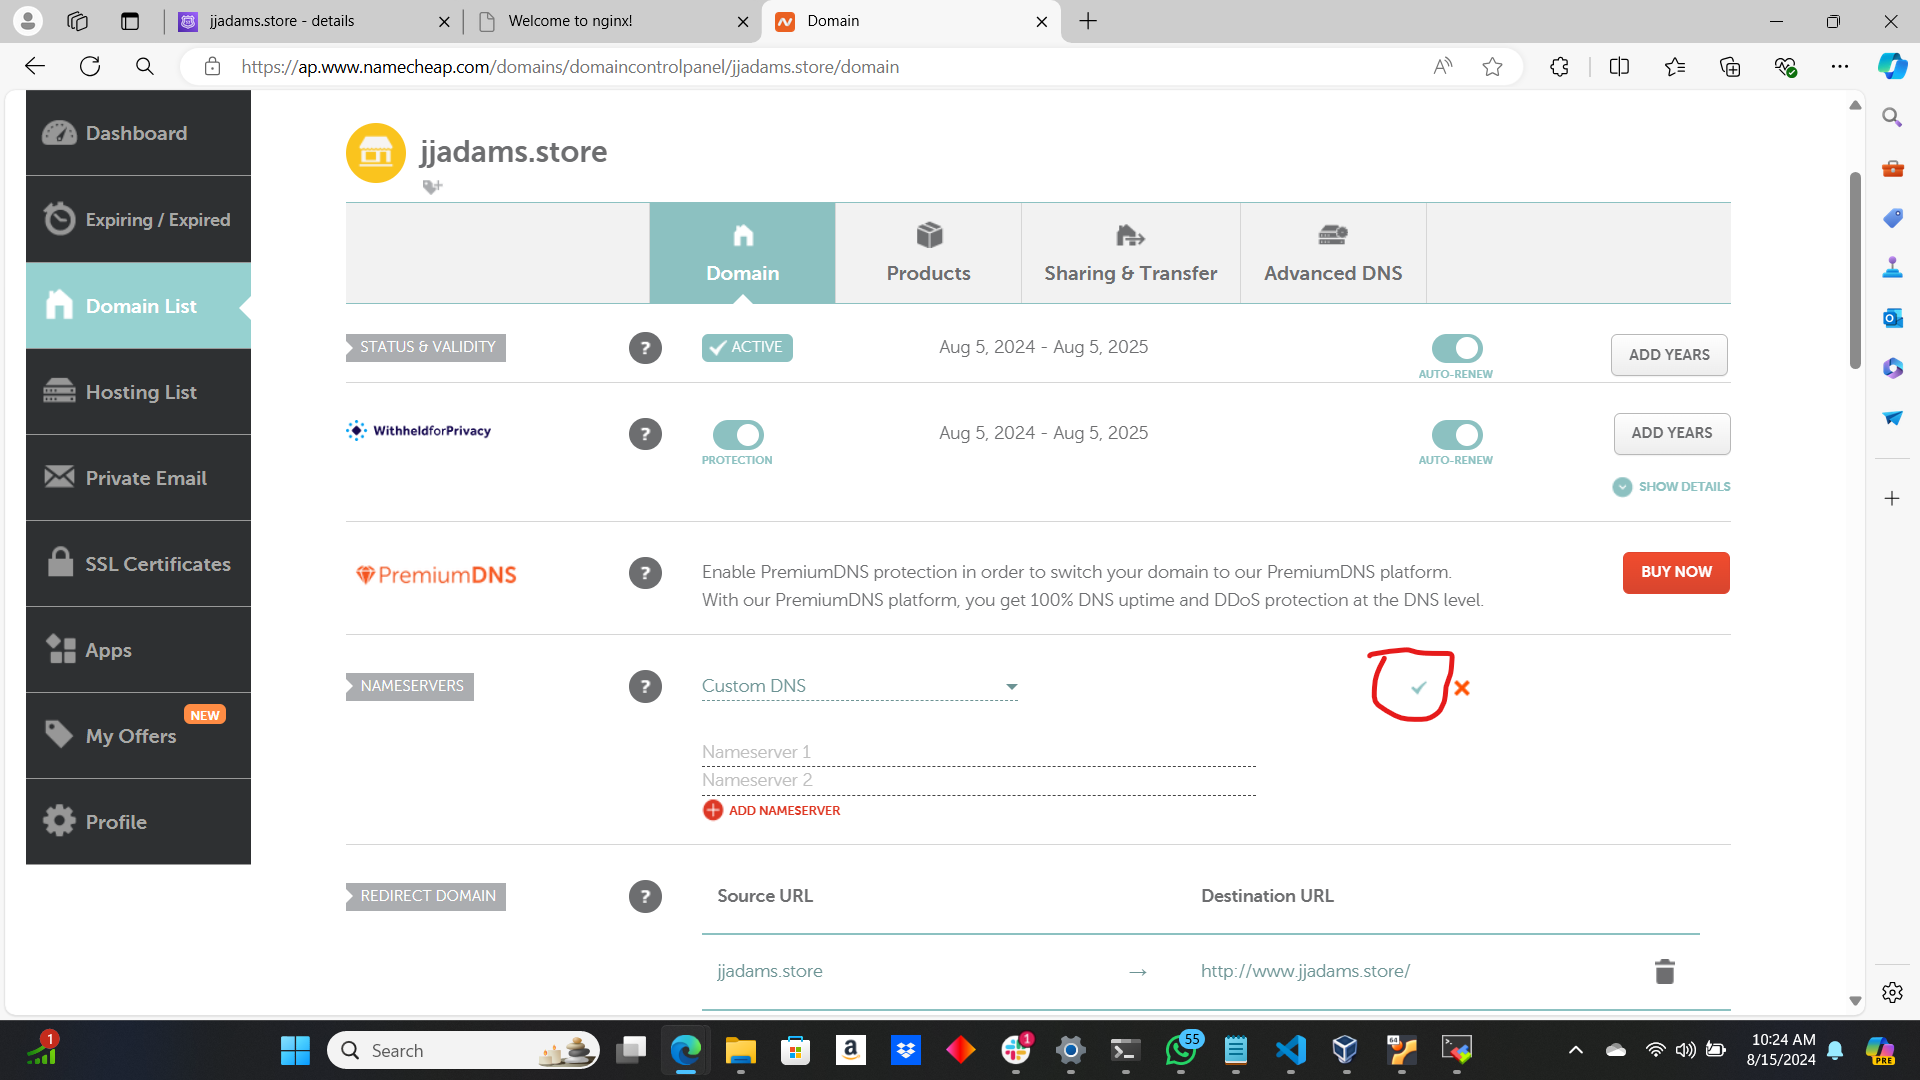 jjadams.store - details
Welcome to nginx!
Domain
https://ap.www.namecheap.com/domains/domaincontrolpanel/jjadams.store/domain
Dashboard
Expiring / Expired
Domain List
Hosting List
Private Email
SSL Certificates
Apps
NEW
My Offers
Profile
jjadams.store
Domain
Products
Sharing & Transfer
Advanced DNS
STATUS & VALIDITY
?
ACTIVE
Aug 5, 2024 - Aug 5, 2025
AUTO-RENEW
ADD YEARS
WithheldforPrivacy
?
PROTECTION
Aug 5, 2024 - Aug 5, 2025
AUTO-RENEW
ADD YEARS
SHOW DETAILS
PremiumDNS
?
Enable PremiumDNS protection in order to switch your domain to our PremiumDNS platform.
With our PremiumDNS platform, you get 100% DNS uptime and DDoS protection at the DNS level.
BUY NOW
NAMESERVERS
?
Custom DNS
Nameserver 1
Nameserver 2
ADD NAMESERVER
REDIRECT DOMAIN
?
Source URL
Destination URL
jjadams.store
→
http://www.jjadams.store/
1
Search
1
55
64
10:24 AM
8/15/2024
PRE